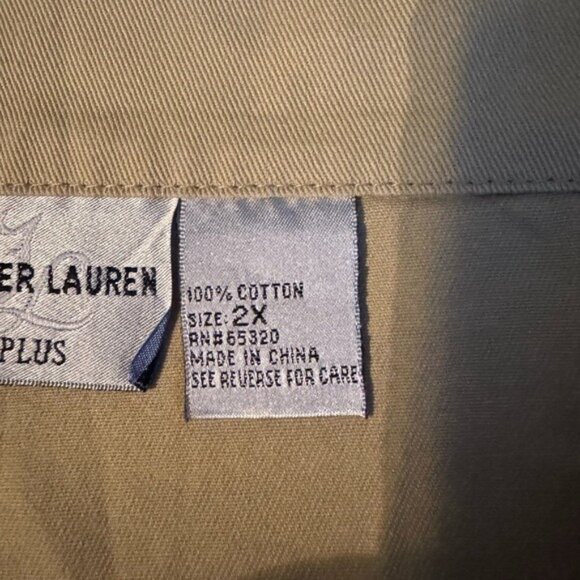 ER LAUREN
PLUS
100% COTTON
SIZE: 2X
RN#65320
MADE IN CHINA
SEE REVERSE FOR CARE